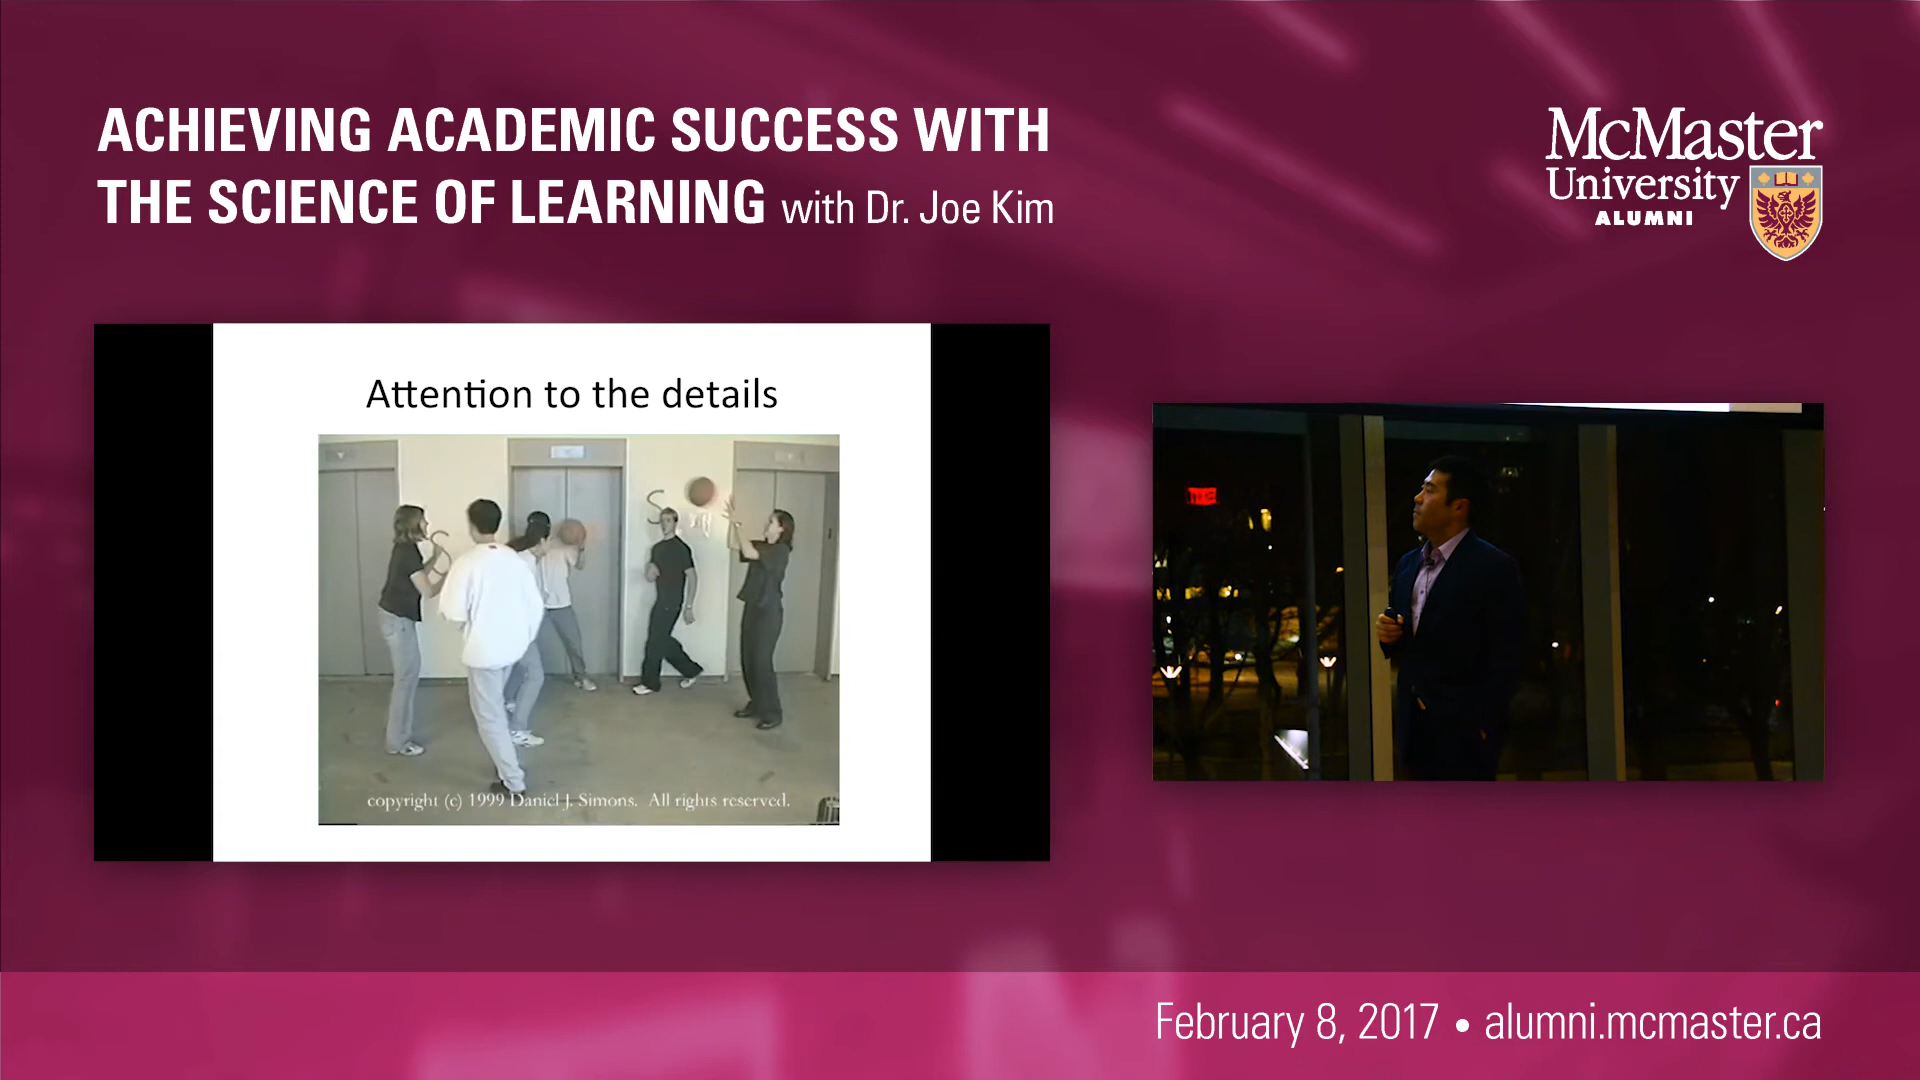 ACHIEVING ACADEMIC SUCCESS WITH
THE SCIENCE OF LEARNING with Dr. Joe Kim
McMaster
University
ALUMNI
Attention to the details
S
copyright (c) 1999 Daniel J. Simons. All rights reserved.
February 8, 2017 • alumni.mcmaster.ca